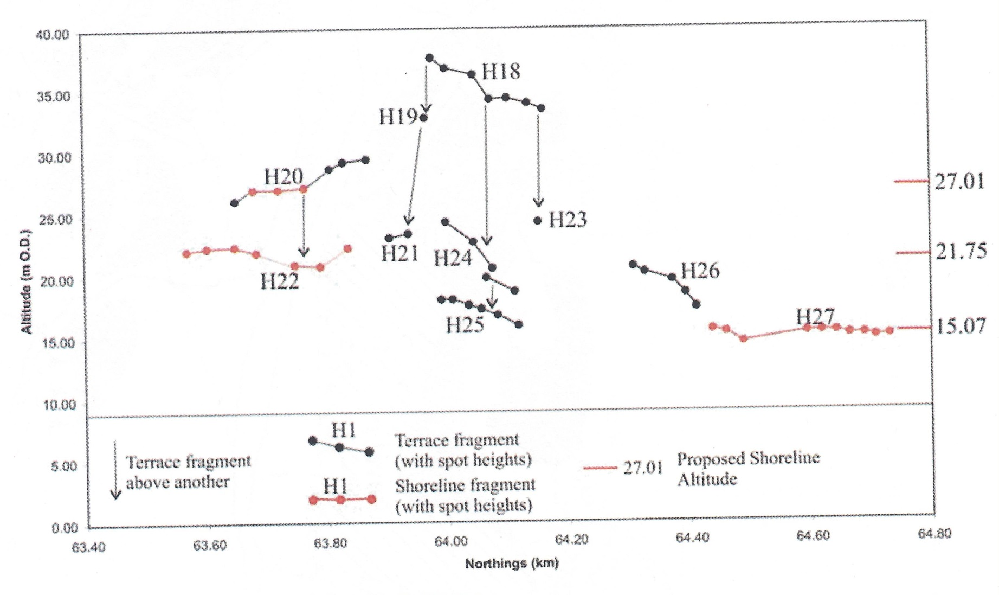 40.00
35.00
30.00
25.00
20.00
15.00
10.00
5.00
0.00
Altitude (m O.D.)
H18
H19
H20
27.01
H23
H21
H24
21.75
H22
H26
H25
H27
15.07
H1
Terrace fragment
(with spot heights)
Terrace fragment
above another
27.01
Proposed Shoreline
Altitude
H1
Shoreline fragment
(with spot heights)
63.40
63.60
63.80
64.00
64.20
64.40
64.60
64.80
Northings (km)